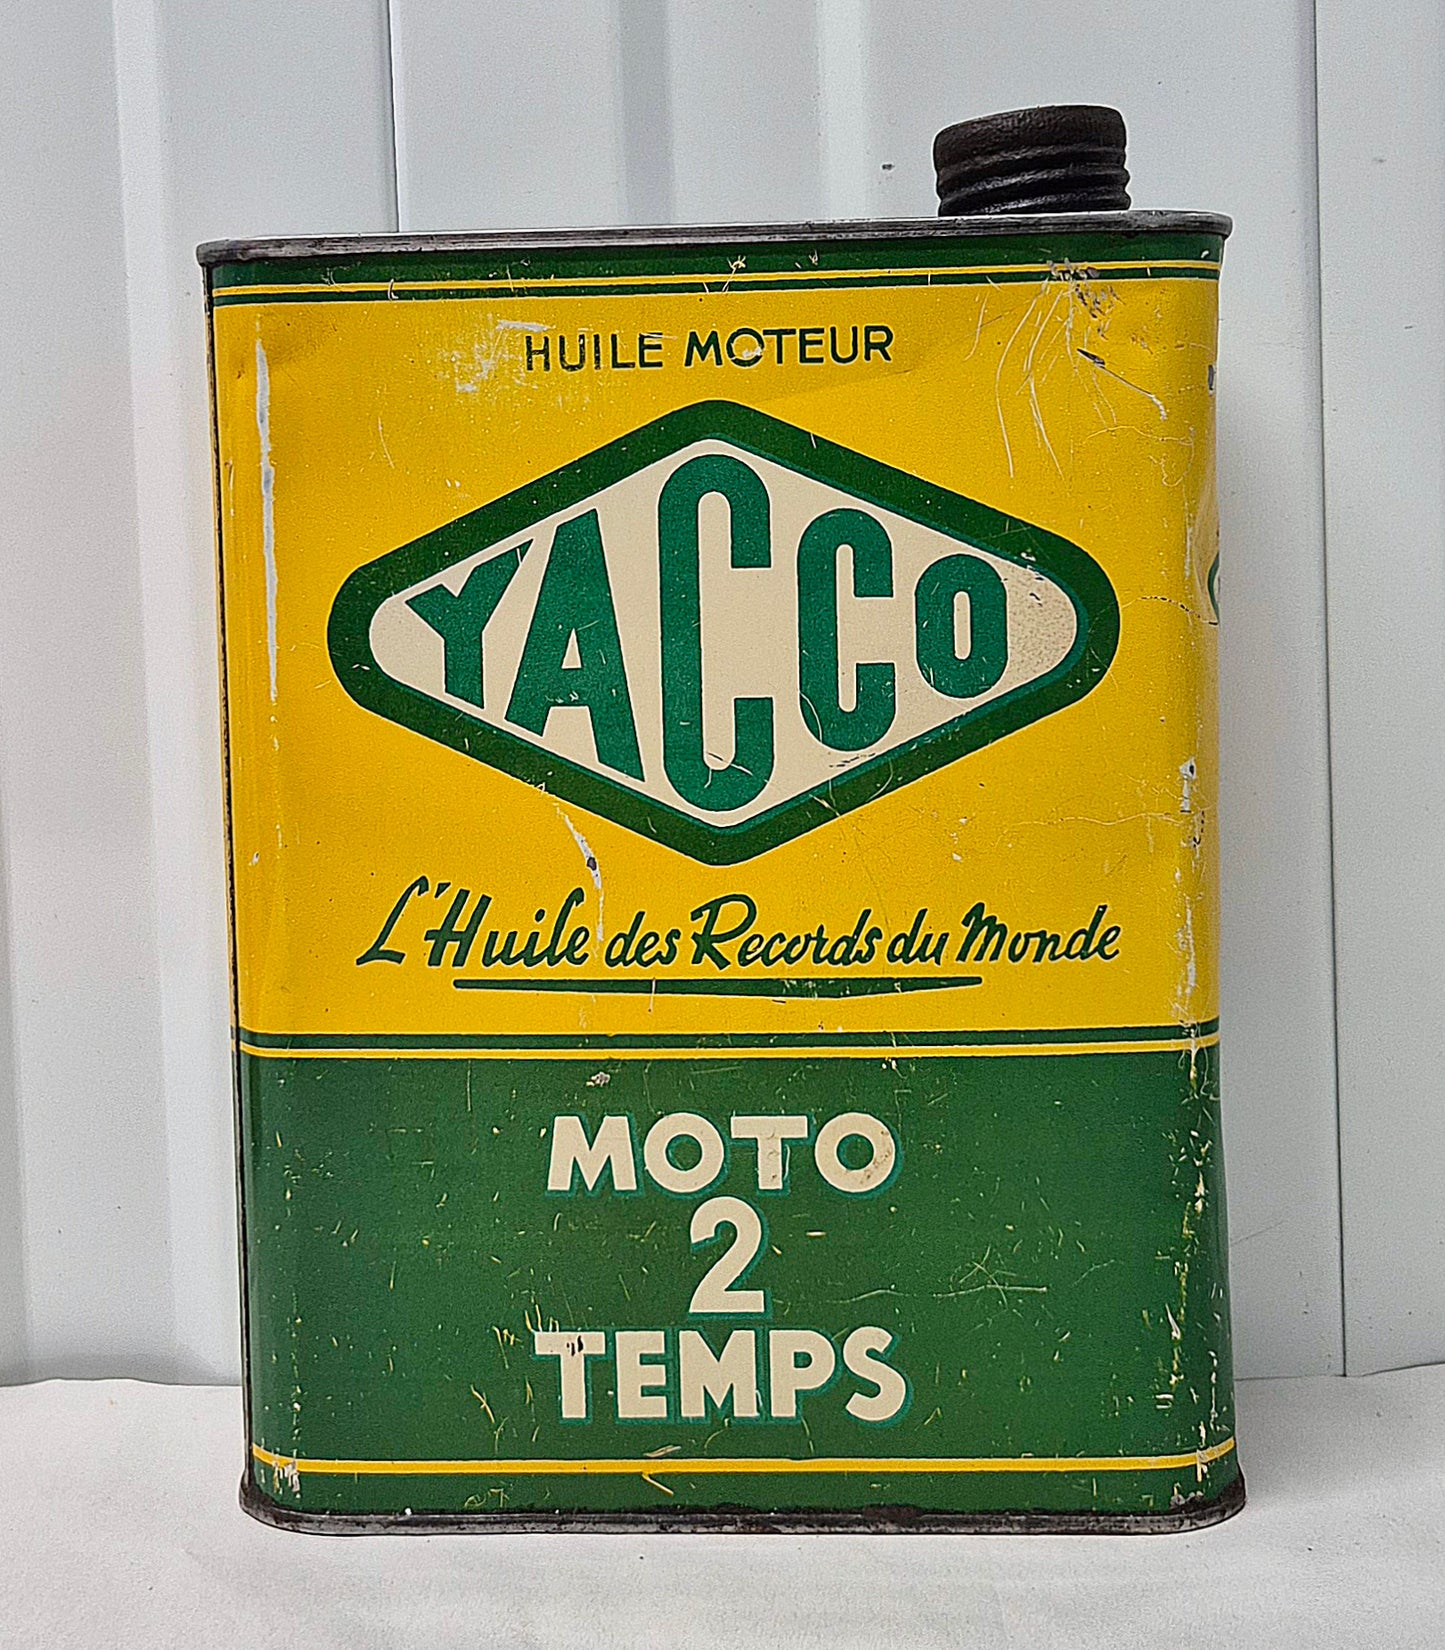 HUILE MOTEUR
YACCO
L'Huile des Records du Monde
MOTO
2
TEMPS